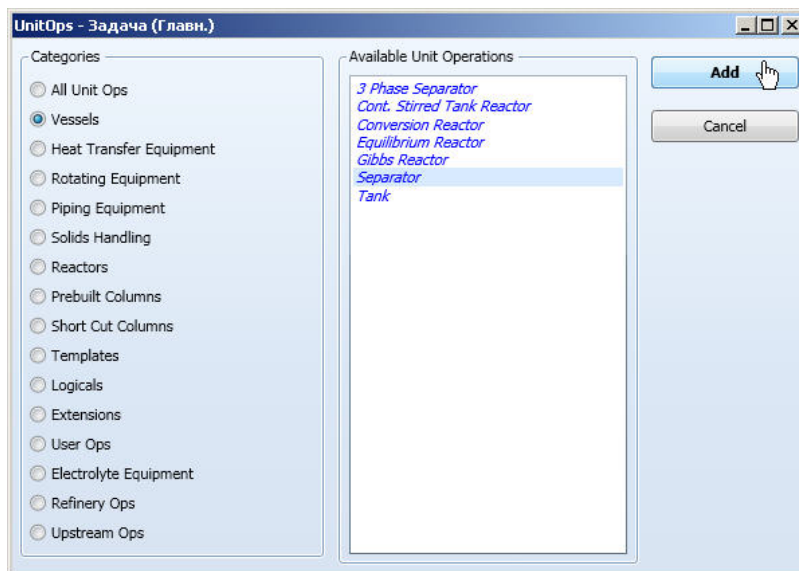 UnitOps - Задача (Главн.)
Categories
All Unit Ops
Vessels
Heat Transfer Equipment
Rotating Equipment
Piping Equipment
Solids Handling
Reactors
Prebuilt Columns
Short Cut Columns
Templates
Logicals
Extensions
User Ops
Electrolyte Equipment
Refinery Ops
Upstream Ops
Available Unit Operations
3 Phase Separator
Cont. Stirred Tank Reactor
Conversion Reactor
Equilibrium Reactor
Gibbs Reactor
Separator
Tank
Add
Cancel